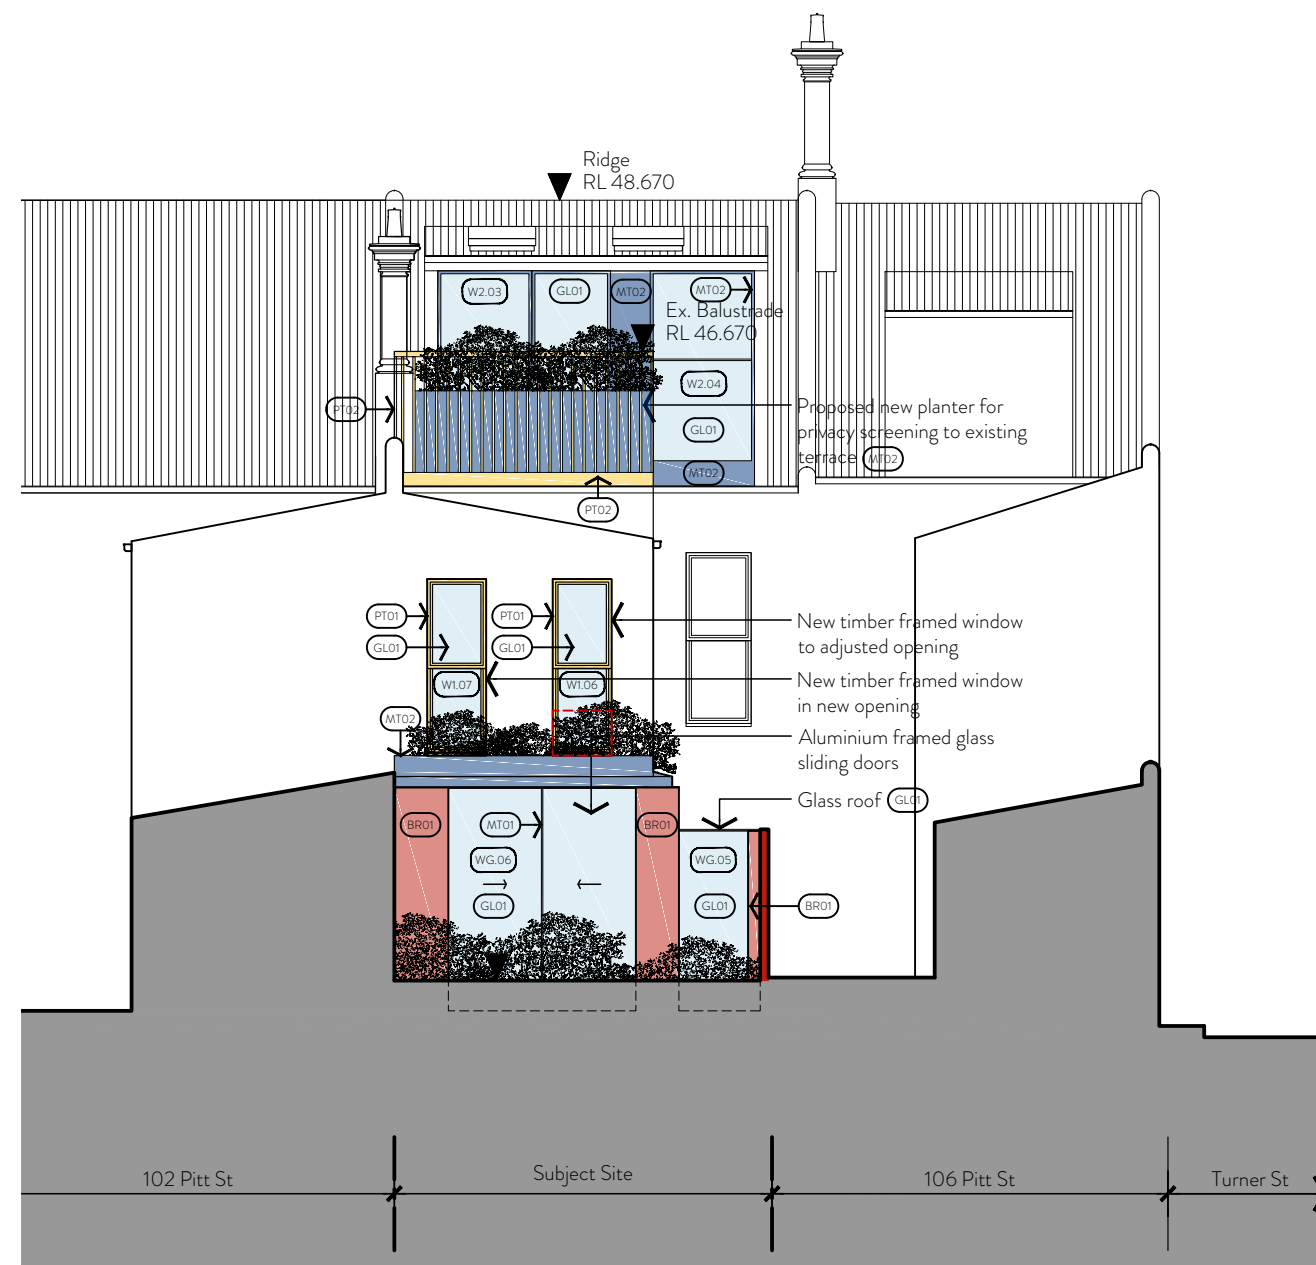 Ridge
RL 48.670
W2.03
GL01
MT02
MT02
Ex. Balustrade
RL 46.670
W2.04
PT02
GL01
Proposed new planter for
privacy screening to existing
terrace MT02
MT02
PT02
PT01
PT01
New timber framed window
to adjusted opening
GL01
GL01
W1.07
W1.06
New timber framed window
in new opening
MT02
Aluminium framed glass
sliding doors
Glass roof GL01
BR01
MT01
BR01
WG.06
WG.05
GL01
GL01
BR01
102 Pitt St
Subject Site
106 Pitt St
Turner St